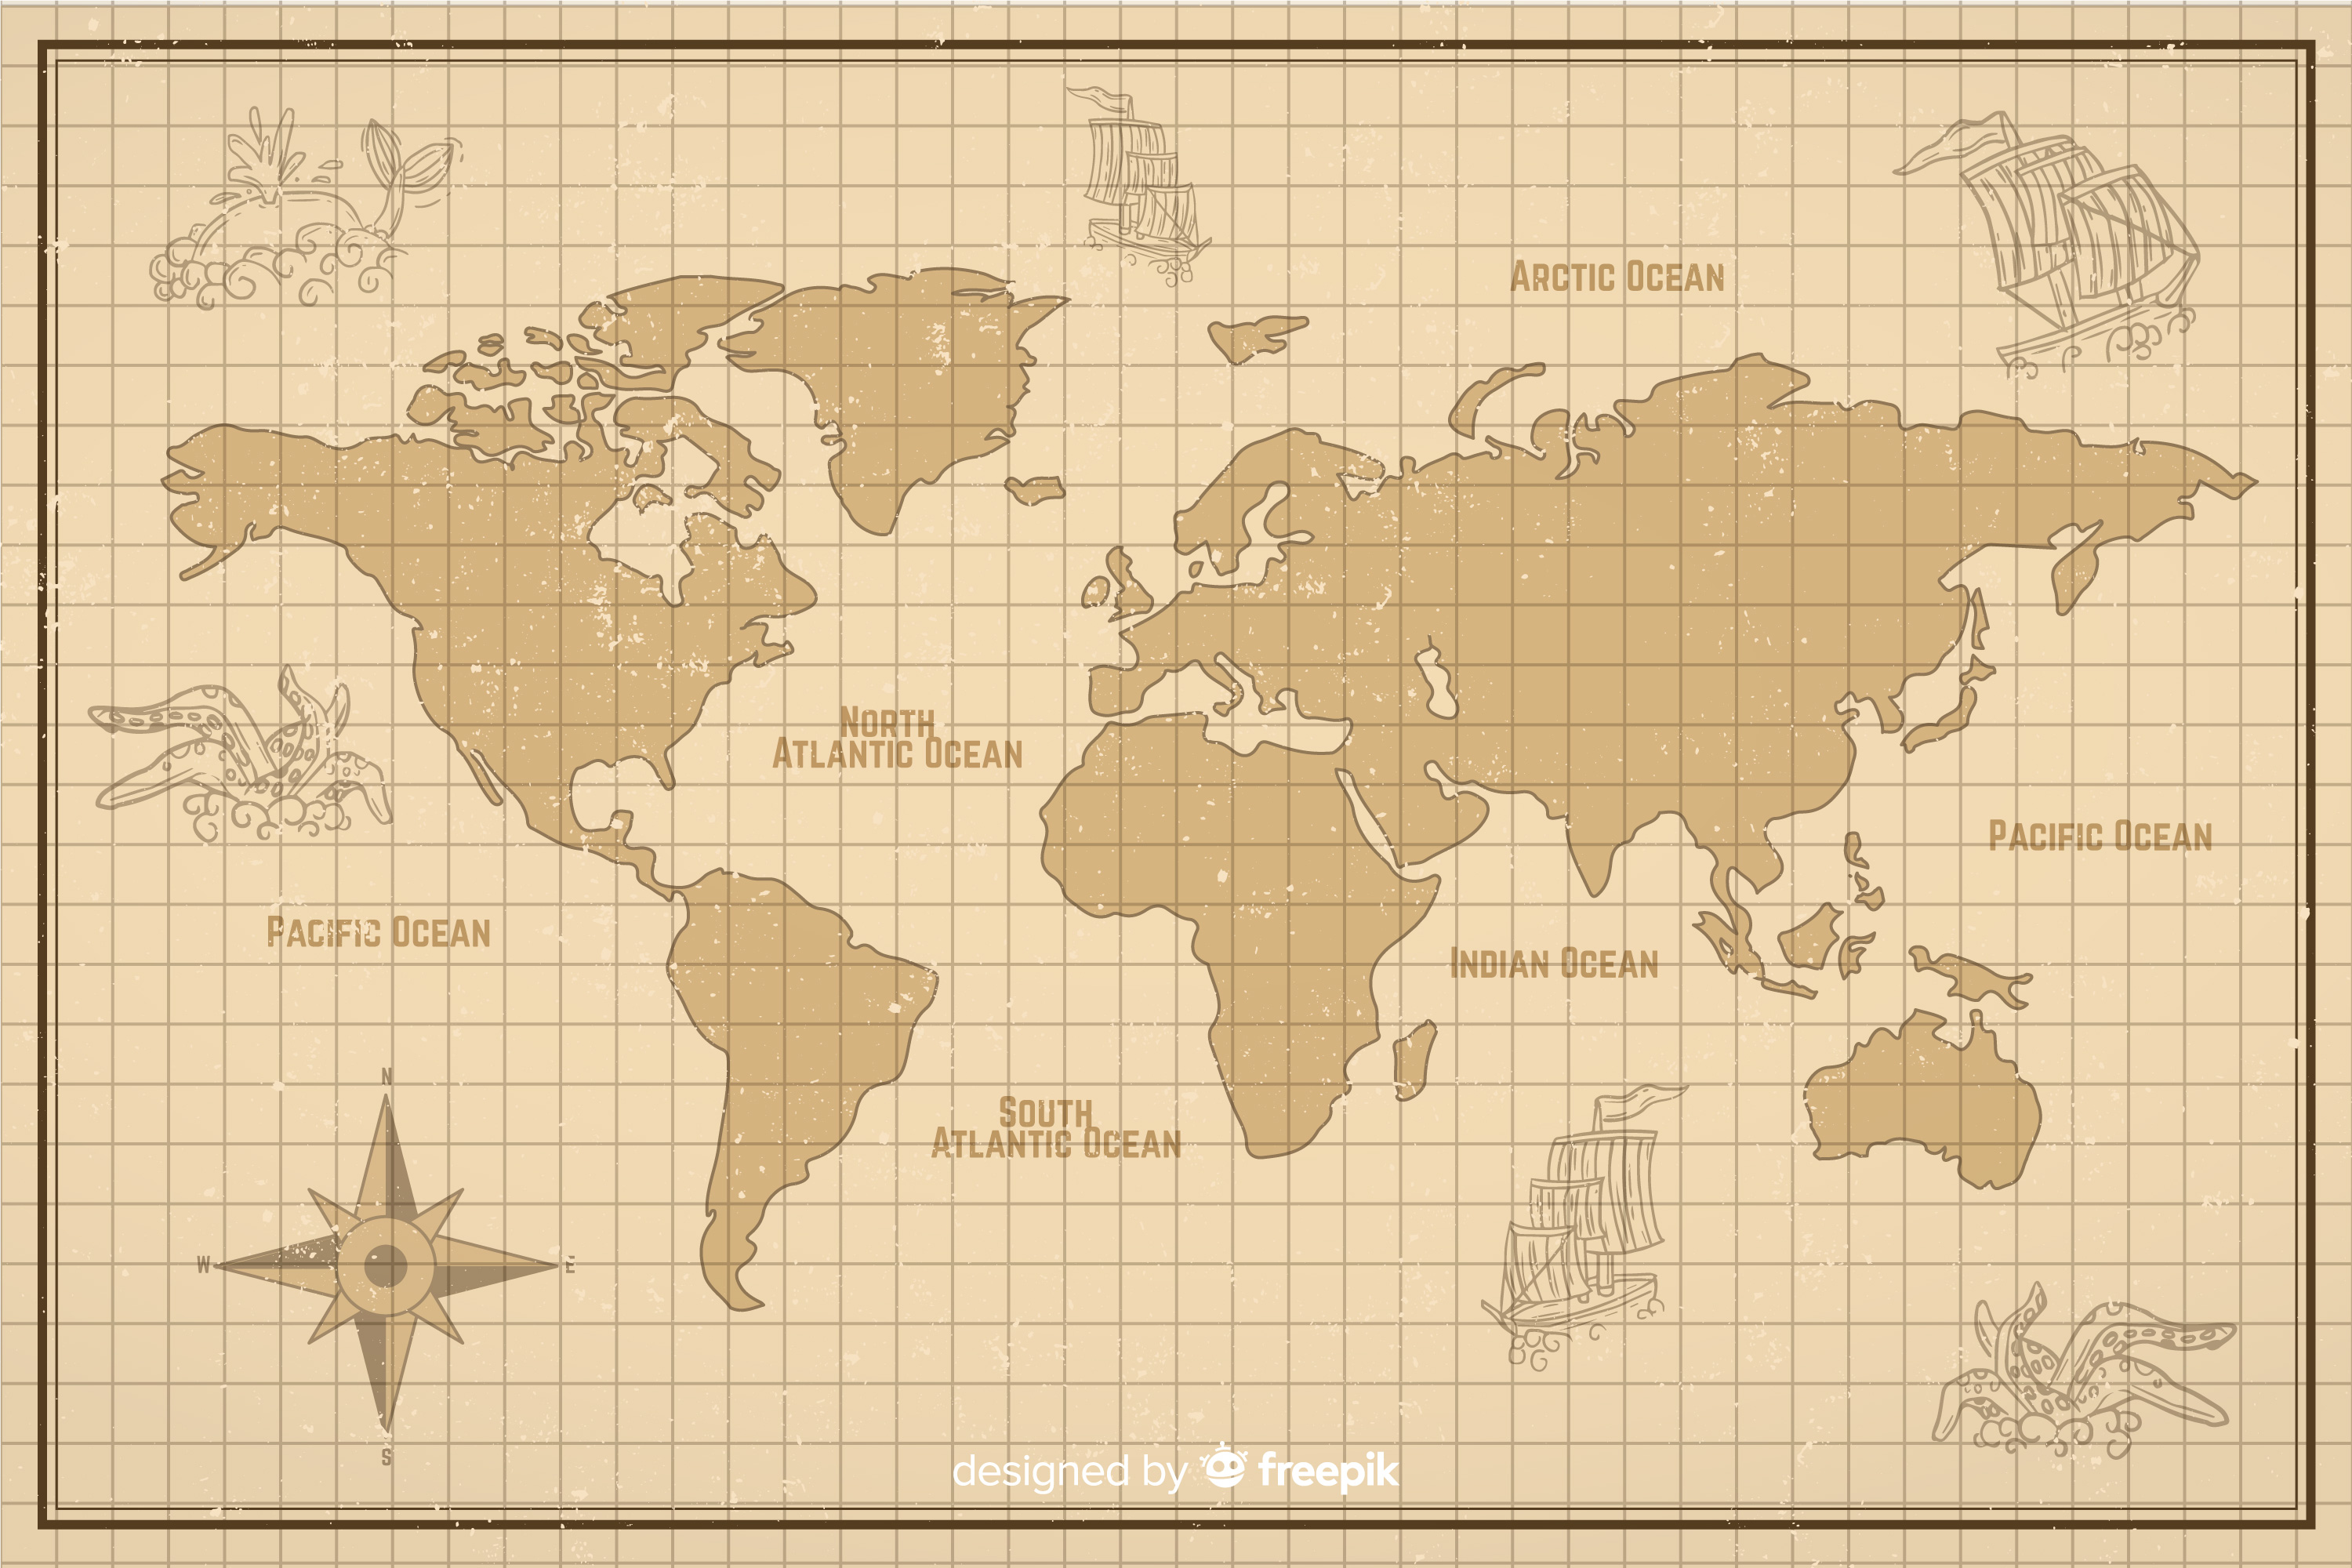 Arctic Ocean
North
Atlantic Ocean
Pacific Ocean
Pacific Ocean
Indian Ocean
N
South
Atlantic Ocean
W
E
S
designed by freepik